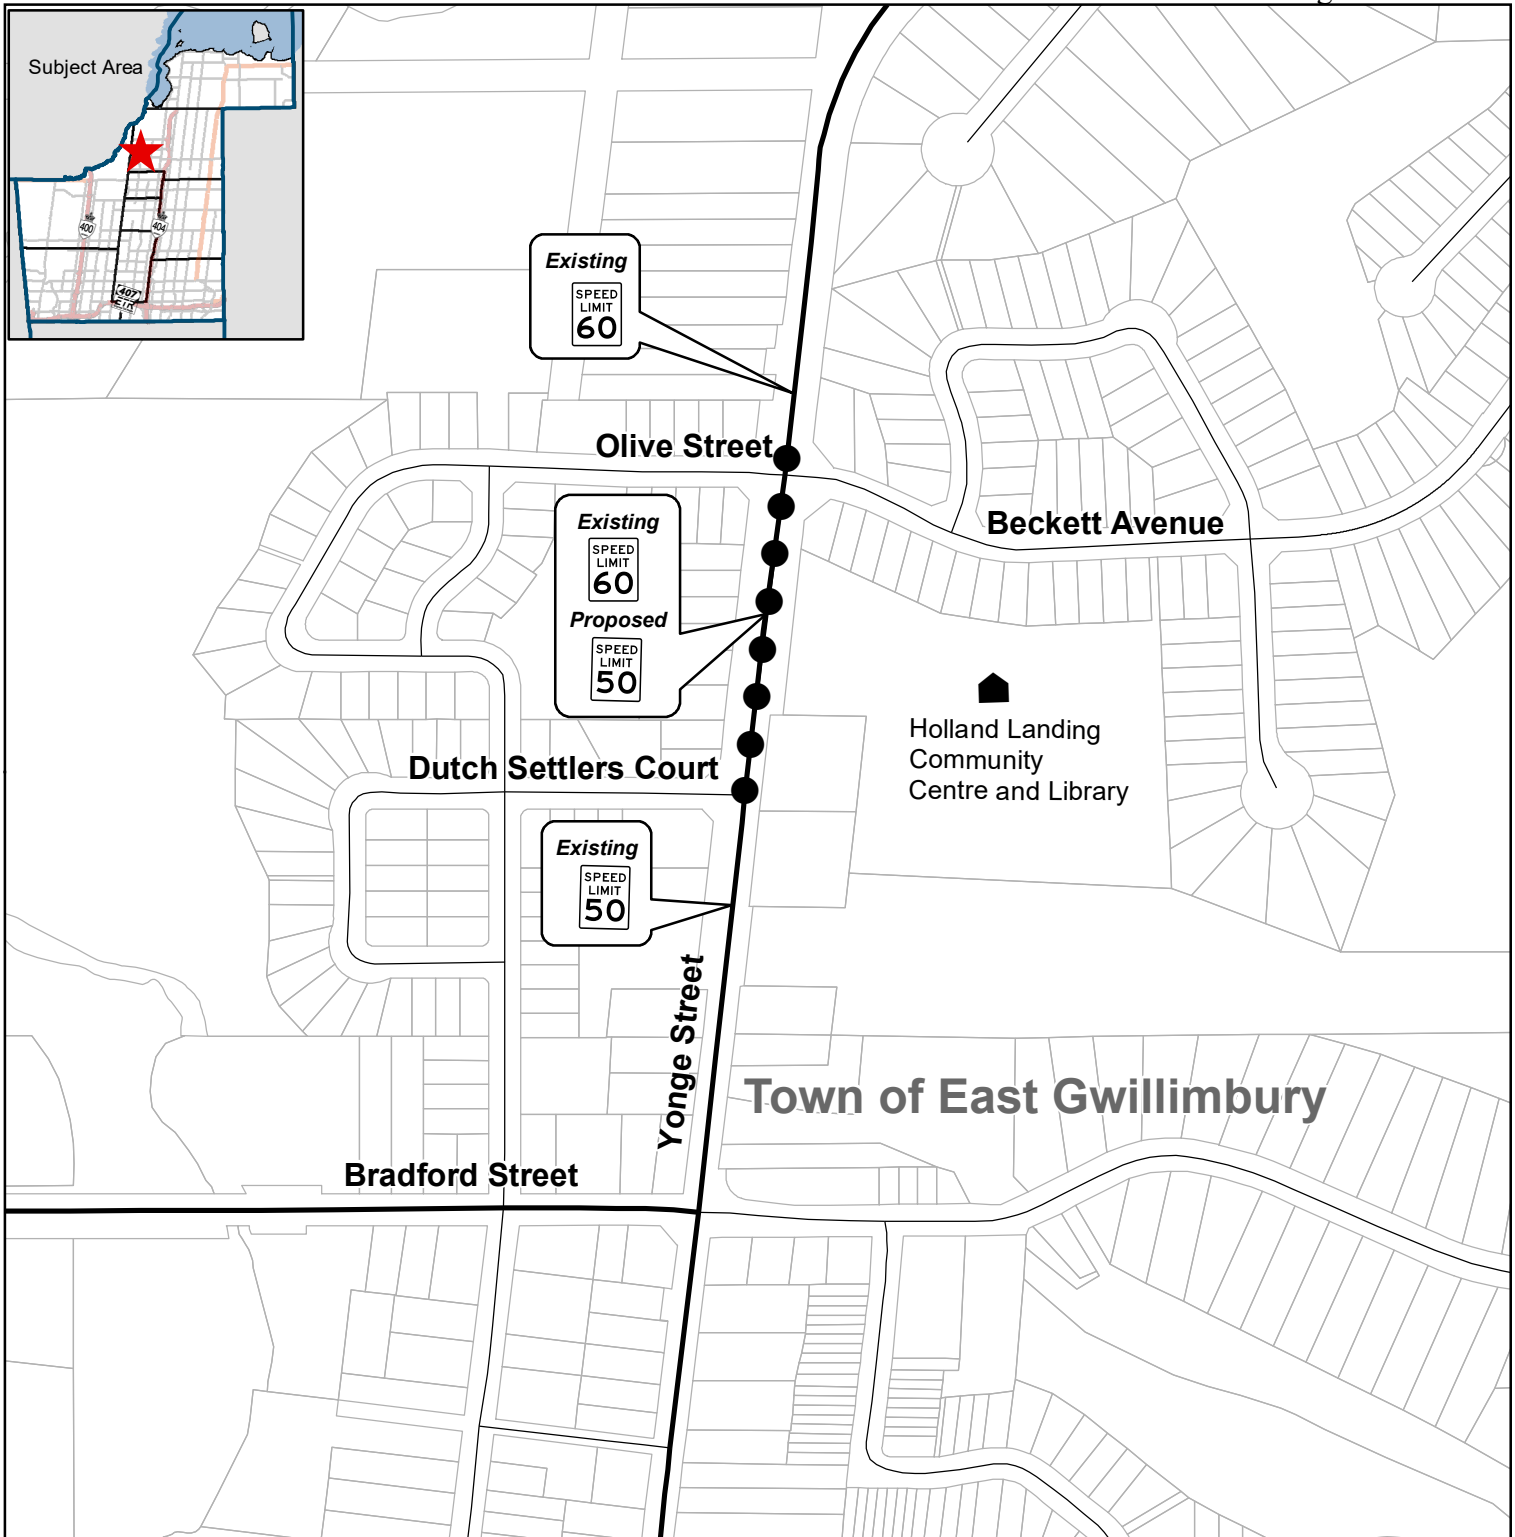 Subject Area
400
404
407
ETR
Existing
SPEED
LIMIT
60
Olive Street
Existing
SPEED
LIMIT
60
Proposed
SPEED
LIMIT
50
Beckett Avenue
Holland Landing
Community
Centre and Library
Dutch Settlers Court
Existing
SPEED
LIMIT
50
Yonge Street
Town of East Gwillimbury
Bradford Street